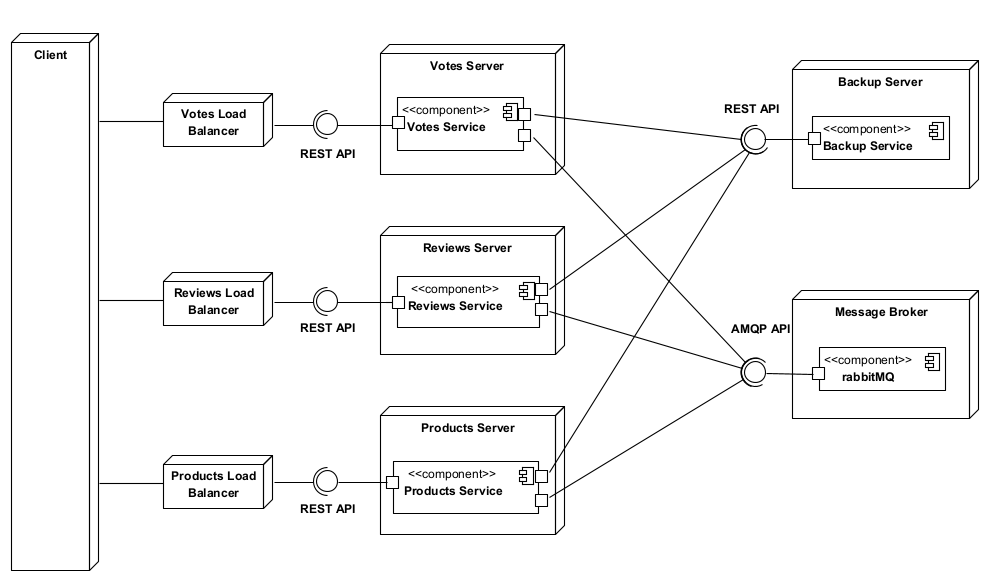 Client
Votes Load
Balancer
REST API
Votes Server
<<component>>
Votes Service
REST API
Backup Server
<<component>>
Backup Service
Reviews Load
Balancer
REST API
Reviews Server
<<component>>
Reviews Service
AMQP API
Message Broker
<<component>>
rabbitMQ
Products Load
Balancer
REST API
Products Server
<<component>>
Products Service